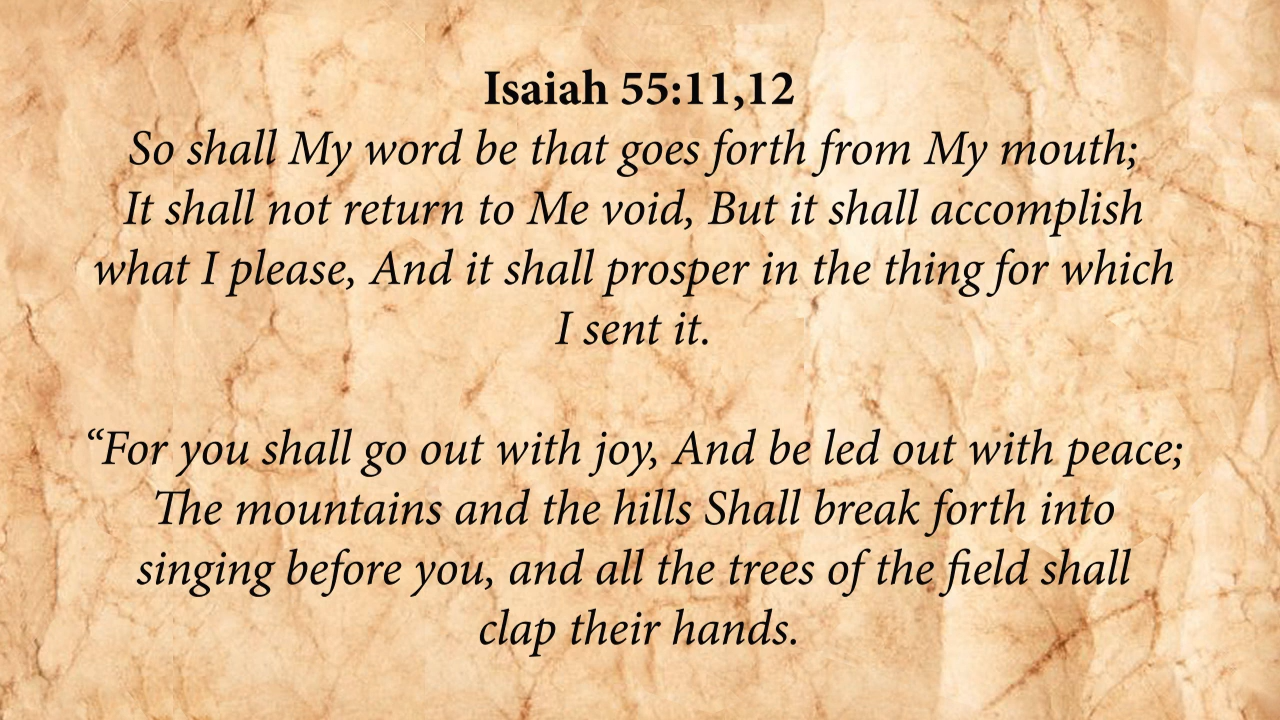 Isaiah 55:11,12
So shall My word be that goes forth from My mouth;
It shall not return to Me void, But it shall accomplish
what I please, And it shall prosper in the thing for which
I sent it.
“For you shall go out with joy, And be led out with peace;
The mountains and the hills Shall break forth into
singing before you, and all the trees of the field shall
clap their hands.